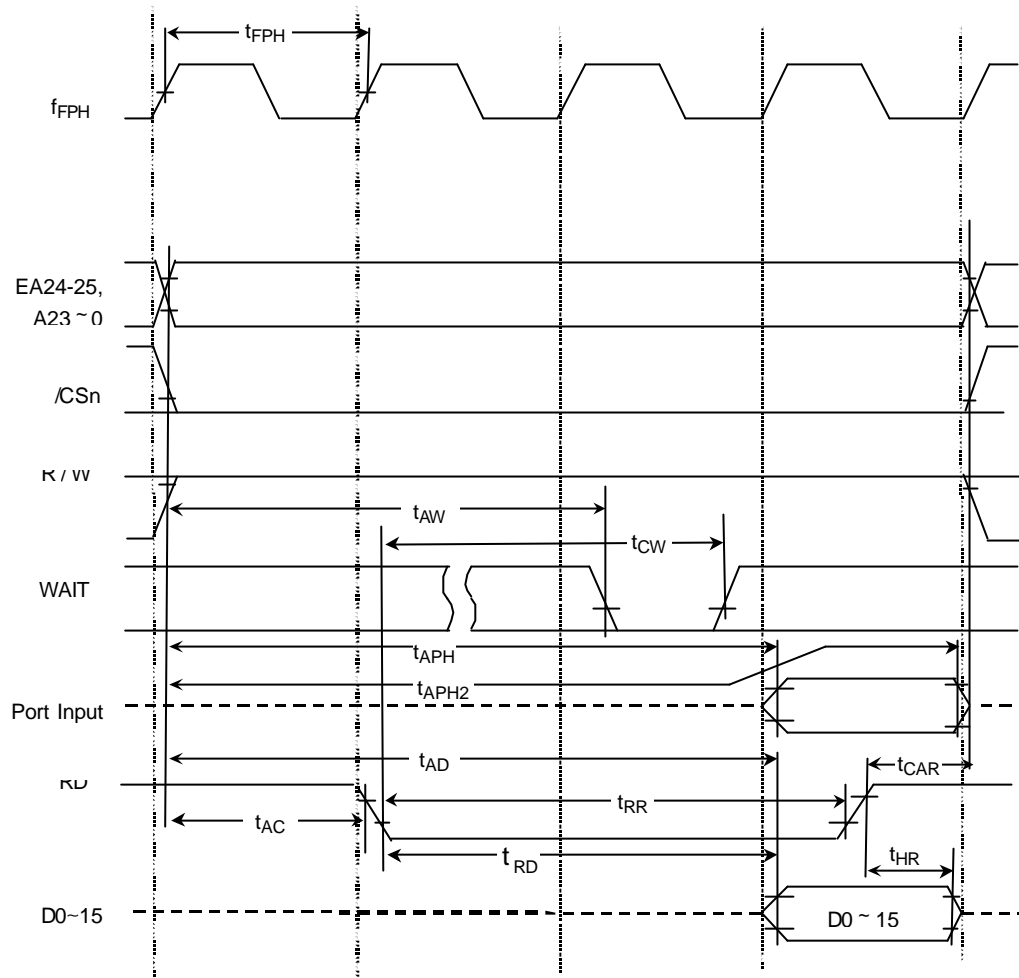 tFPH
fFPH
EA24-25,
A23 ~ 0
/CSn
R / W
tAW
tCW
WAIT
tAPH
tAPH2
Port Input
tAD
tCAR
RD
tRR
tAC
tRD
tHR
D0~15
D0 ~ 15